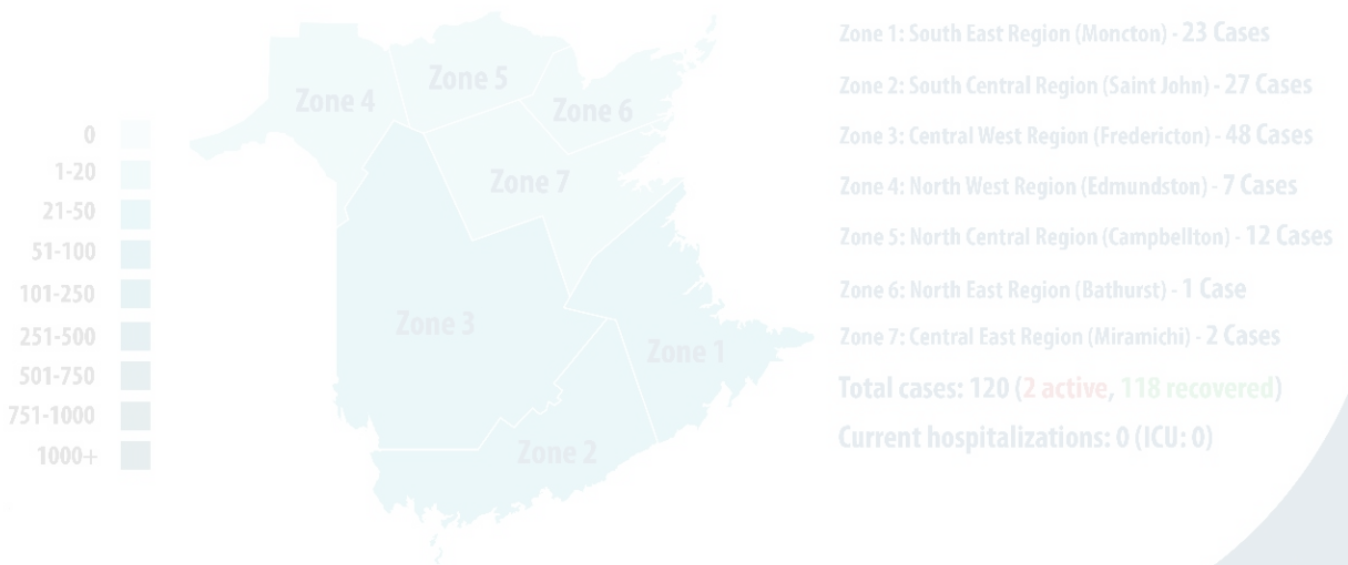 Zone 1: South East Region (Moncton) - 23 Cases
Zone 2: South Central Region (Saint John) - 27 Cases
Zone 3: Central West Region (Fredericton) - 48 Cases
Zone 4: North West Region (Edmundston) - 7 Cases
Zone 5: North Central Region (Campbellton) - 12 Cases
Zone 6: North East Region (Bathurst) - 1 Case
Zone 7: Central East Region (Miramichi) - 2 Cases
Total cases: 120 (2 active, 118 recovered)
Current hospitalizations: 0 (ICU: 0)
Zone 4
Zone 5
Zone 6
Zone 7
Zone 3
Zone 1
Zone 2
0
1-20
21-50
51-100
101-250
251-500
501-750
751-1000
1000+